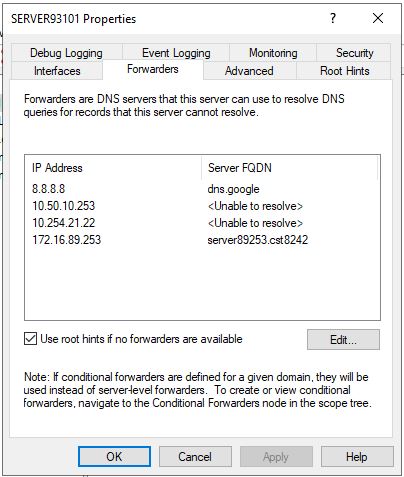 SERVER93101 Properties ? ×
Debug Logging Event Logging Monitoring Security
Interfaces Forwarders Advanced Root Hints
Forwarders are DNS servers that this server can use to resolve DNS
queries for records that this server cannot resolve.
IP Address Server FQDN
8.8.8.8 dns.google
10.50.10.253 <Unable to resolve>
10.254.21.22 <Unable to resolve>
172.16.89.253 server89253.cst8242
Use root hints if no forwarders are available Edit...
Note: If conditional forwarders are defined for a given domain, they will be
used instead of server-level forwarders. To create or view conditional
forwarders, navigate to the Conditional Forwarders node in the scope tree.
OK Cancel Apply Help